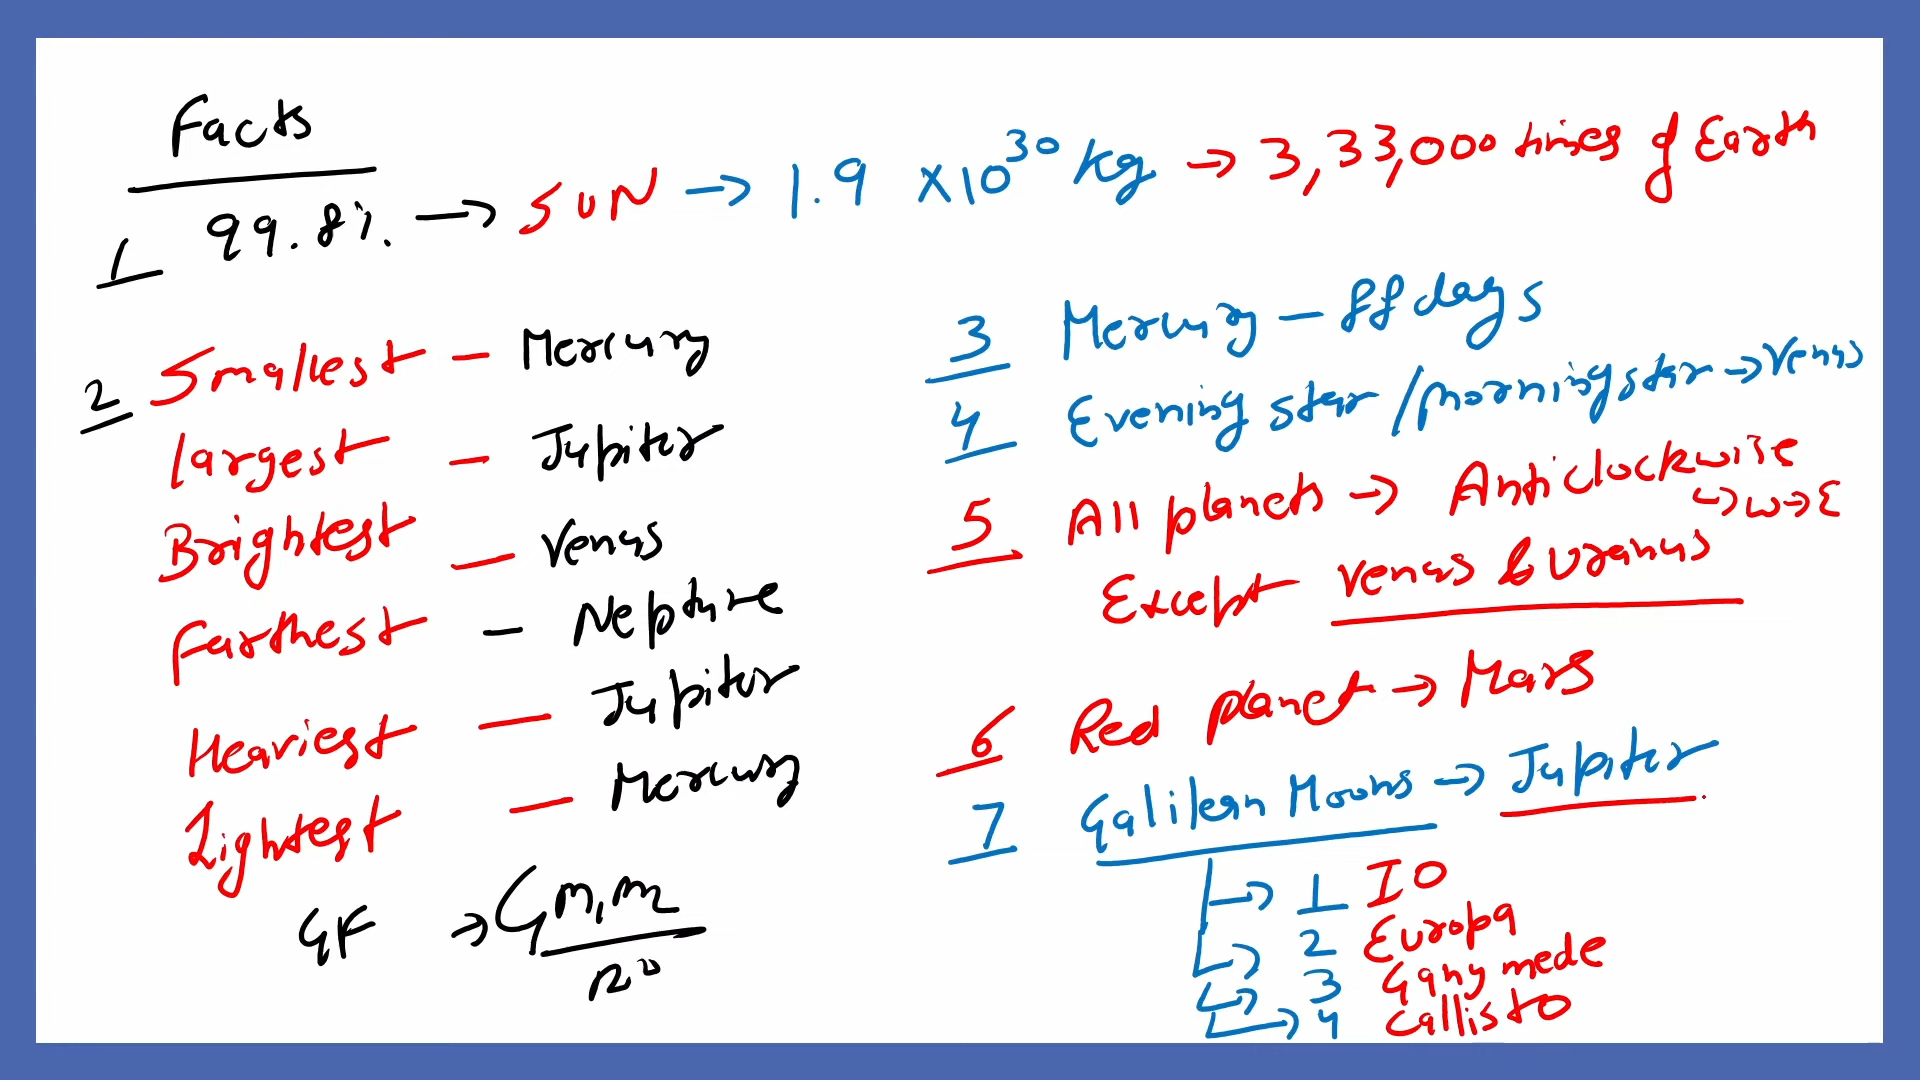 Facts
1 99.8%. → SUN → 1.9 ×10³⁰ kg → 3,33,000 times of Earth
2 Smallest - Mercury
largest - Jupiter
Brightest - Venus
Farthest - Neptune
Heaviest - Jupiter
Lightest - Mercury
GF → Gm₁m₂
R²
3 Mercury - 88 days
4 Evening star / morning star → Venus
5 All planets → Anticlockwise
↳ W→E
Except Venus & Uranus
6 Red planet → Mars
7 Galilean Moons → Jupiter
→ 1 IO
→ 2 Europa
→ 3 Ganymede
→ 4 Callisto